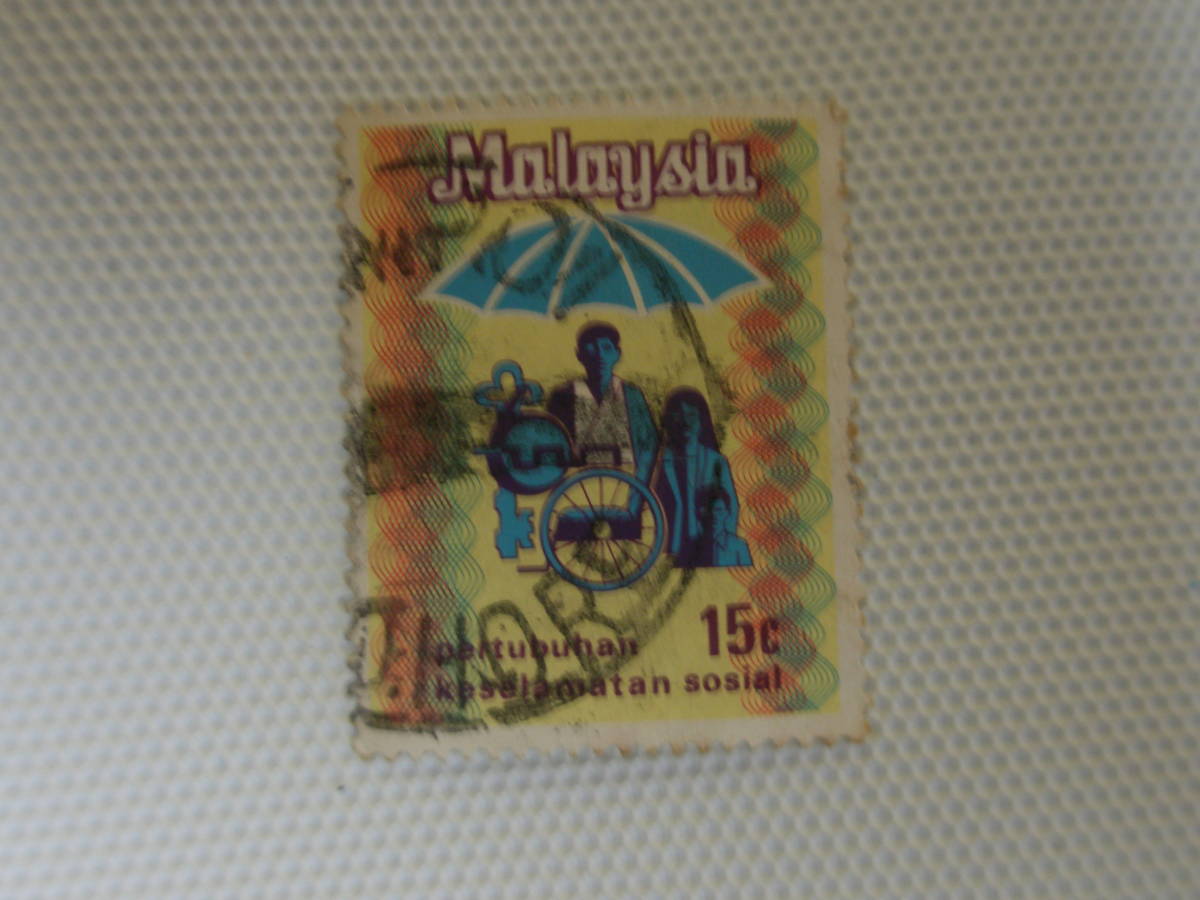 Malaysia
15c
pertubuhan
keselamatan sosial